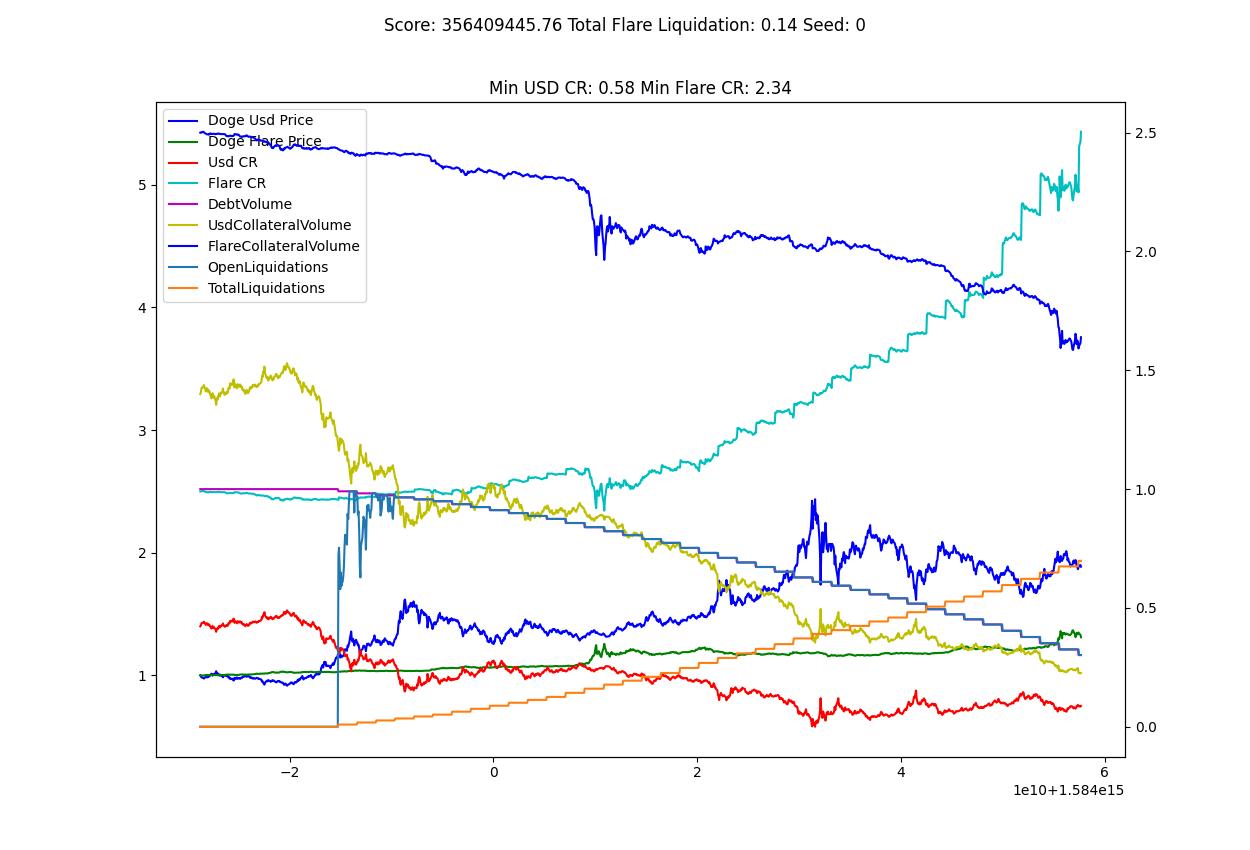 Score: 356409445.76 Total Flare Liquidation: 0.14 Seed: 0
Min USD CR: 0.58 Min Flare CR: 2.34
Doge Usd Price
Doge Flare Price
Usd CR
Flare CR
DebtVolume
UsdCollateralVolume
FlareCollateralVolume
OpenLiquidations
TotalLiquidations
5
4
3
2
1
2.5
2.0
1.5
1.0
0.5
0.0
−2 0 2 4 6
1e10+1.584e15